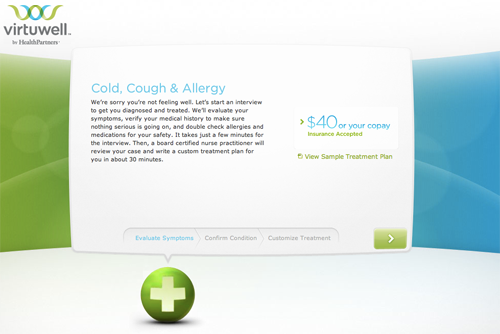 virtuwell™
by HealthPartners
Cold, Cough & Allergy
We're sorry you're not feeling well. Let's start an interview
to get you diagnosed and treated. We'll evaluate your
symptoms, verify your medical history to make sure
nothing serious is going on, and double check allergies and
medications for your safety. It takes just a few minutes for
the interview. Then, a board certified nurse practitioner will
review your case and write a custom treatment plan for
you in about 30 minutes.
$40 or your copay
Insurance Accepted
View Sample Treatment Plan
Evaluate Symptoms
Confirm Condition
Customize Treatment